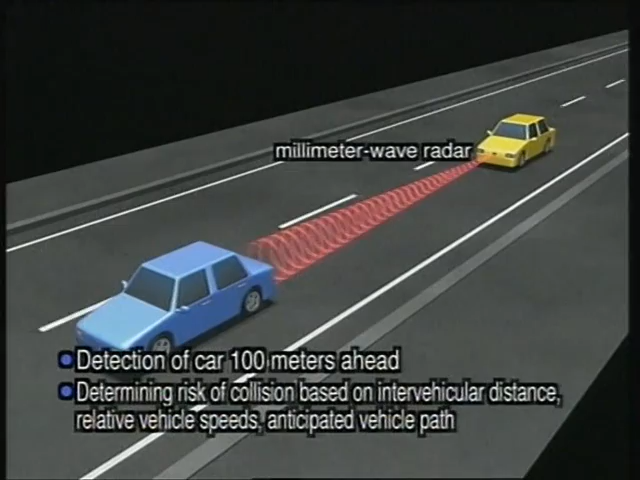 millimeter-wave radar
Detection of car 100 meters ahead
Determining risk of collision based on intervehicular distance,
relative vehicle speeds, anticipated vehicle path